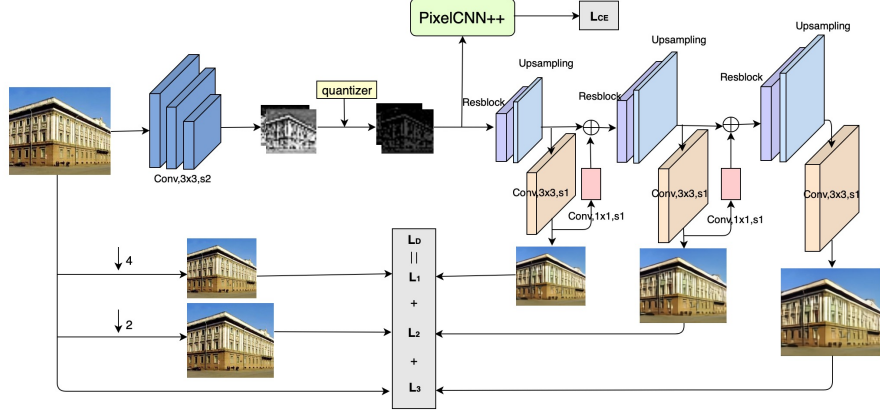 PixelCNN++
LCE
Upsampling
Upsampling
Upsampling
quantizer
Resblock
Resblock
Resblock
Conv,3x3,s2
Conv,3x3,s1
Conv,1x1,s1
Conv,3x3,s1
Conv,1x1,s1
Conv,3x3,s1
LD
||
4
L1
+
2
L2
+
L3